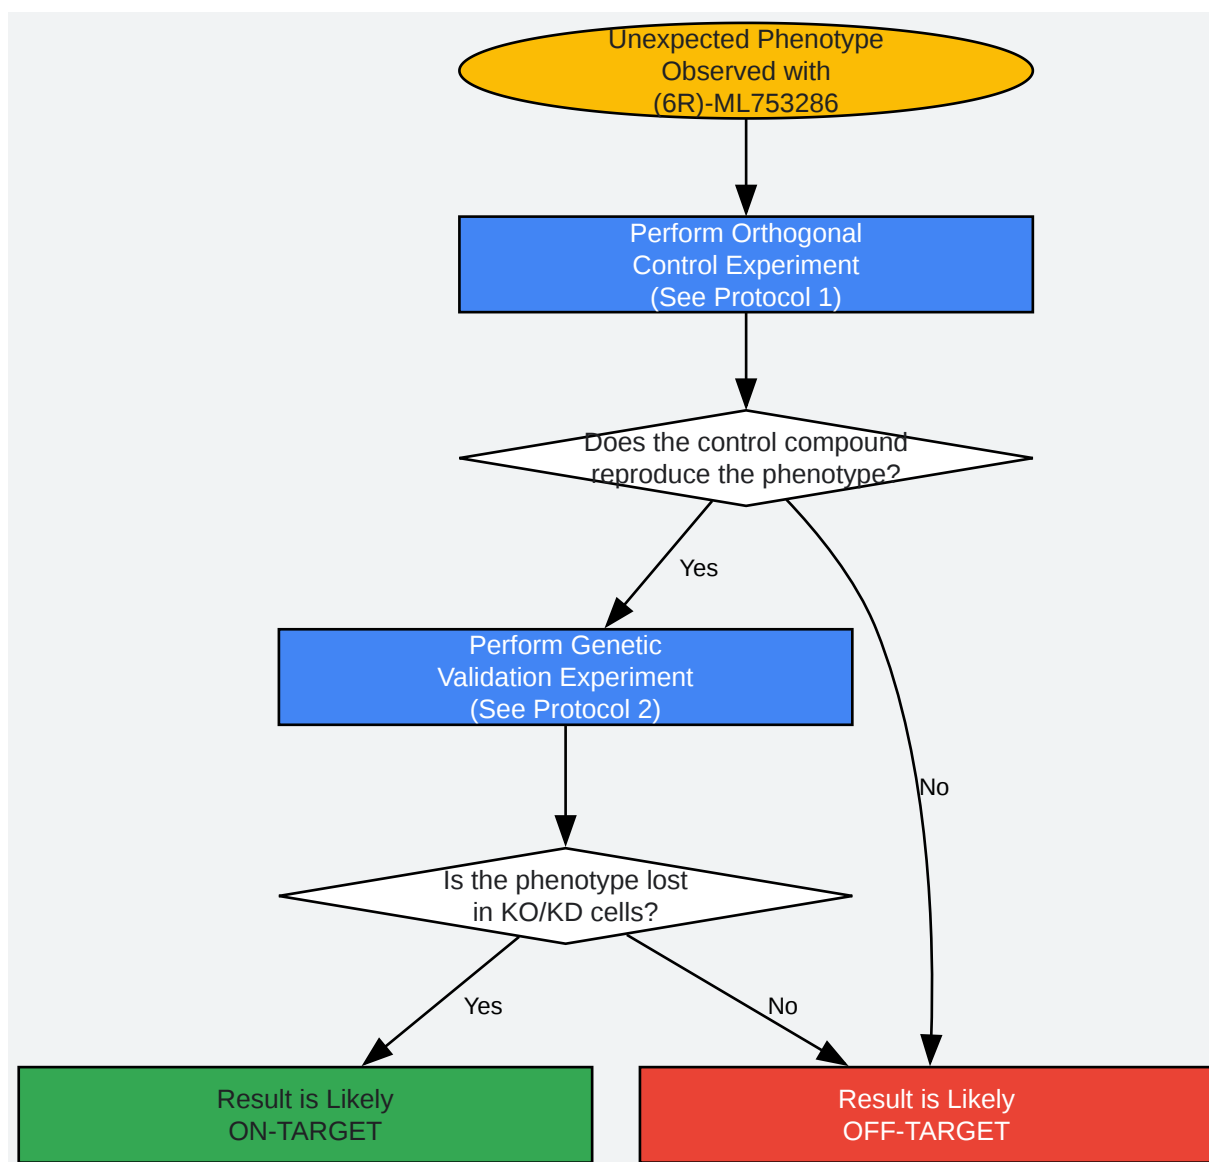 Unexpected Phenotype
Observed with
(6R)-ML753286
Perform Orthogonal
Control Experiment
(See Protocol 1)
Does the control compound
reproduce the phenotype?
Yes
Perform Genetic
Validation Experiment
(See Protocol 2)
No
Is the phenotype lost
in KO/KD cells?
Yes
No
Result is Likely
ON-TARGET
Result is Likely
OFF-TARGET